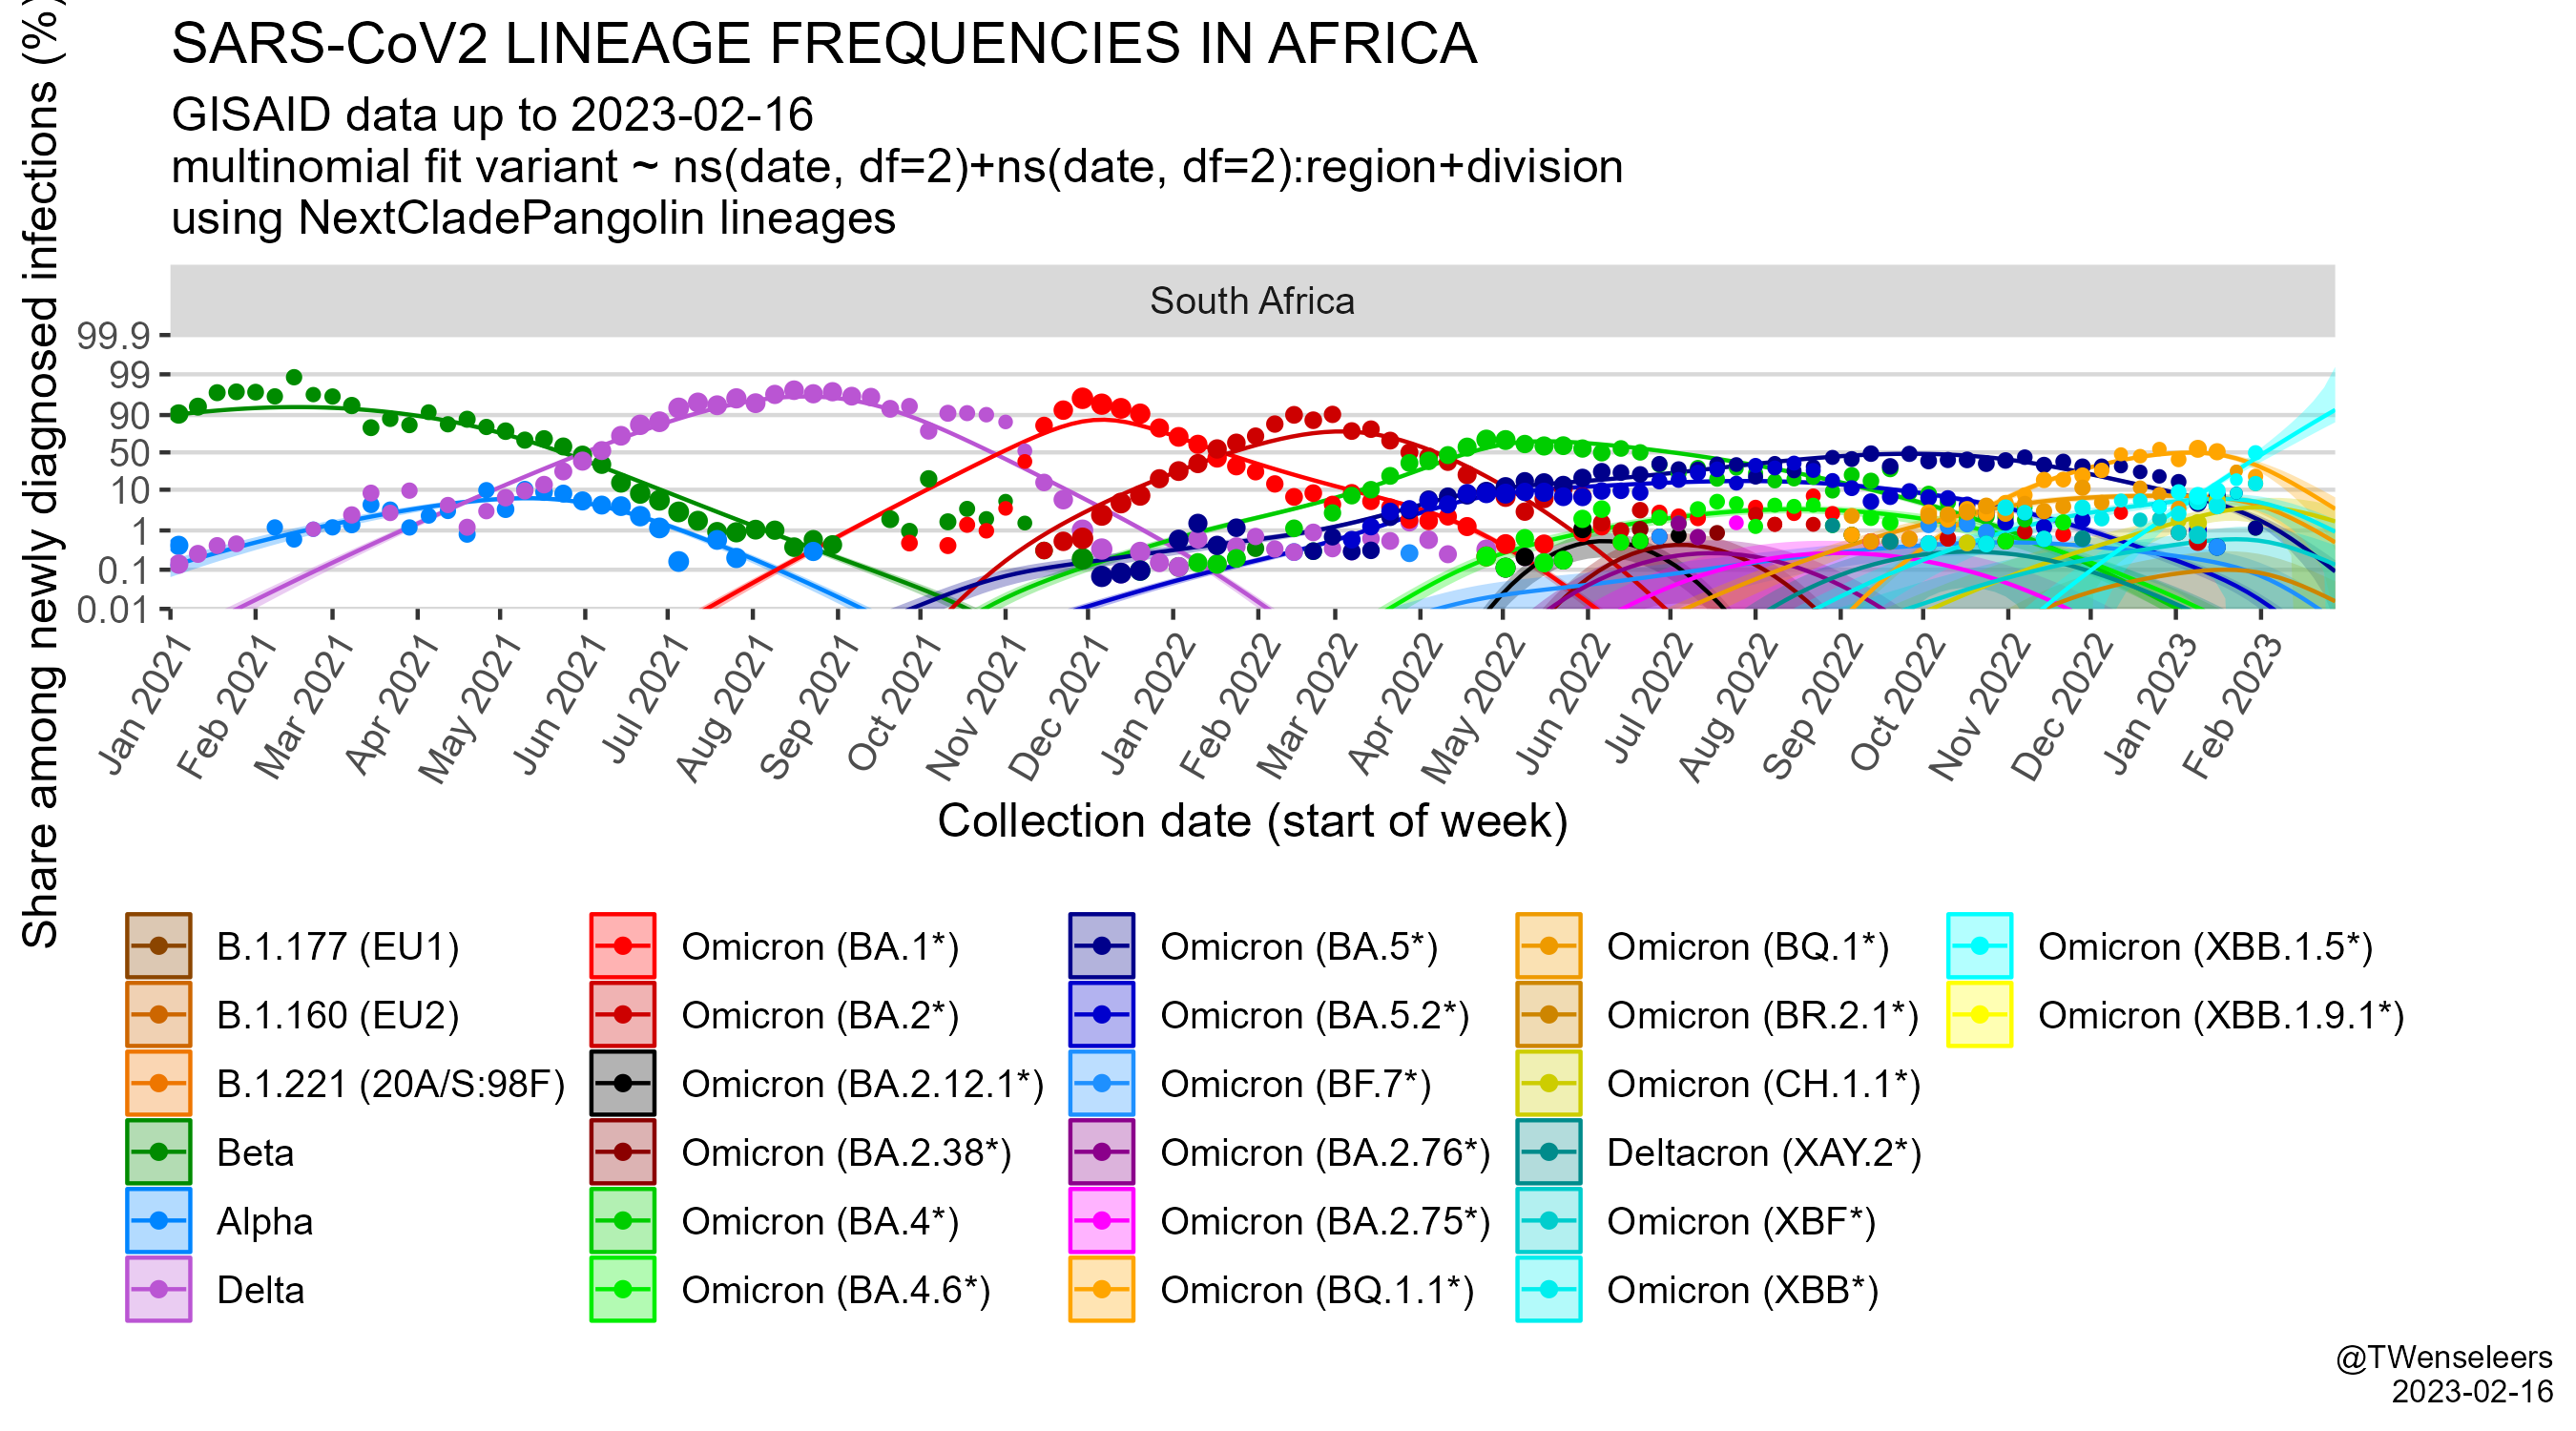 SARS-CoV2 LINEAGE FREQUENCIES IN AFRICA
GISAID data up to 2023-02-16
multinomial fit variant ~ ns(date, df=2)+ns(date, df=2):region+division
using NextCladePangolin lineages
South Africa
Share among newly diagnosed infections (%)
99.9
99
90
50
10
1
0.1
0.01
Jan 2021
Feb 2021
Mar 2021
Apr 2021
May 2021
Jun 2021
Jul 2021
Aug 2021
Sep 2021
Oct 2021
Nov 2021
Dec 2021
Jan 2022
Feb 2022
Mar 2022
Apr 2022
May 2022
Jun 2022
Jul 2022
Aug 2022
Sep 2022
Oct 2022
Nov 2022
Dec 2022
Jan 2023
Feb 2023
Collection date (start of week)
B.1.177 (EU1)
B.1.160 (EU2)
B.1.221 (20A/S:98F)
Beta
Alpha
Delta
Omicron (BA.1*)
Omicron (BA.2*)
Omicron (BA.2.12.1*)
Omicron (BA.2.38*)
Omicron (BA.4*)
Omicron (BA.4.6*)
Omicron (BA.5*)
Omicron (BA.5.2*)
Omicron (BF.7*)
Omicron (BA.2.76*)
Omicron (BA.2.75*)
Omicron (BQ.1.1*)
Omicron (BQ.1*)
Omicron (BR.2.1*)
Omicron (CH.1.1*)
Deltacron (XAY.2*)
Omicron (XBF*)
Omicron (XBB*)
Omicron (XBB.1.5*)
Omicron (XBB.1.9.1*)
@TWenseleers
2023-02-16